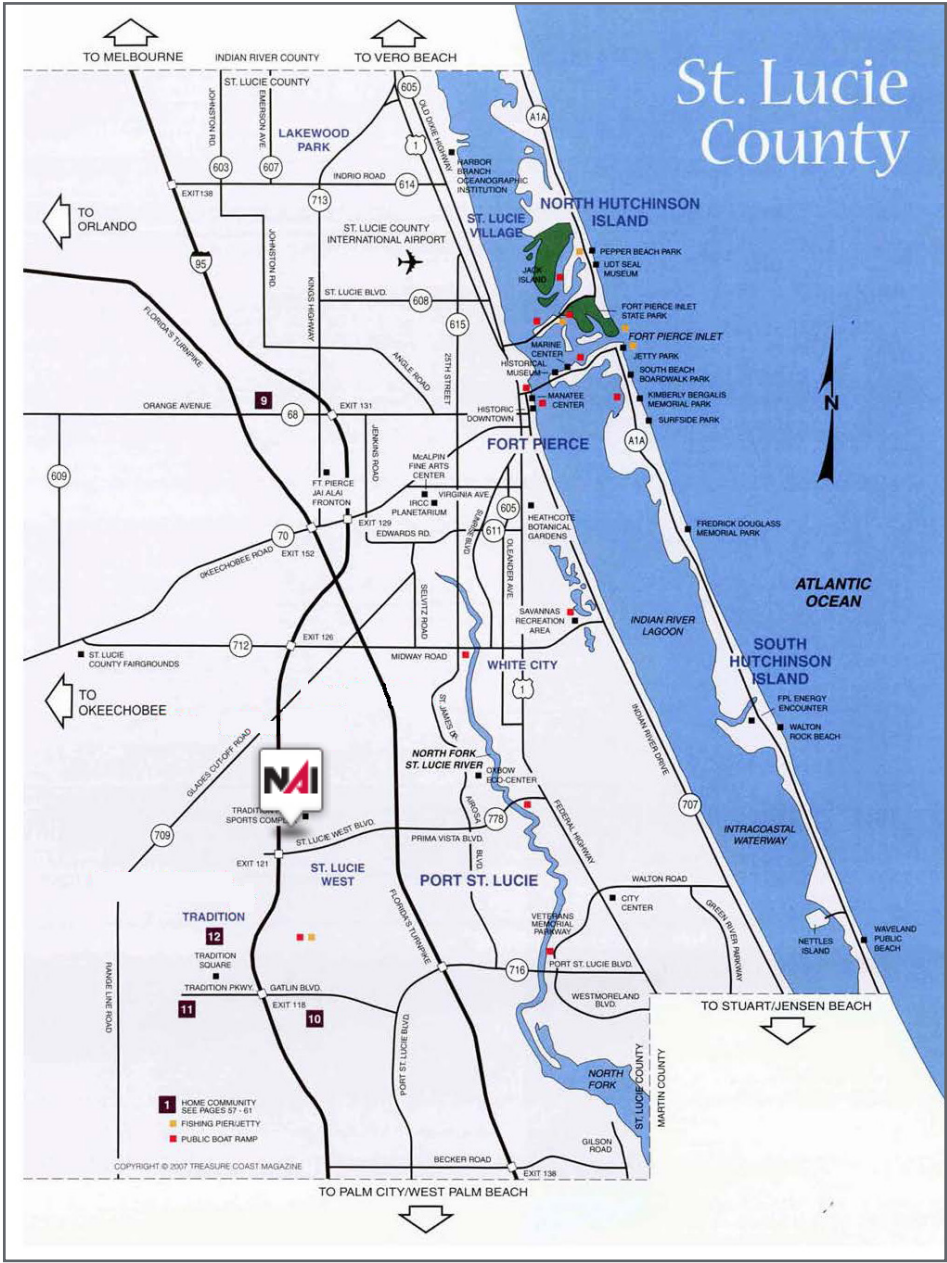 St. Lucie
County
TO MELBOURNE
INDIAN RIVER COUNTY
TO VERO BEACH
ST. LUCIE COUNTY
605
JOHNSTON RD.
EMERSON AVE.
OLD DIXIE HIGHWAY
A1A
LAKEWOOD
PARK
1
603
607
HARBOR
BRANCH
OCEANOGRAPHIC
INSTITUTION
INDRIO ROAD
614
EXIT138
713
TO
ORLANDO
NORTH HUTCHINSON
ISLAND
ST. LUCIE
VILLAGE
ST. LUCIE COUNTY
INTERNATIONAL AIRPORT
JOHNSTON RD.
PEPPER BEACH PARK
UDT SEAL
MUSEUM
95
JACK
ISLAND
KINGS HIGHWAY
ST. LUCIE BLVD.
608
FLORIDA'S TURNPIKE
615
FORT PIERCE INLET
STATE PARK
FORT PIERCE INLET
MARINE
CENTER
JETTY PARK
HISTORICAL
MUSEUM
SOUTH BEACH
BOARDWALK PARK
ANGLE ROAD
25TH STREET
9
ORANGE AVENUE
68
EXIT 131
MANATEE
CENTER
KIMBERLY BERGALIS
MEMORIAL PARK
HISTORIC
DOWNTOWN
SURFSIDE PARK
N
FORT PIERCE
A1A
JENKINS ROAD
609
McALPIN
FINE ARTS
CENTER
FT PIERCE
JAI ALAI
FRONTON
VIRGINIA AVE.
IRCC
PLANETARIUM
605
SUNRISE BLVD
HEATHCOTE
BOTANICAL
GARDENS
70
EXIT 129
EDWARDS RD.
611
FREDRICK DOUGLASS
MEMORIAL PARK
EXIT 152
OKEECHOBEE ROAD
OLEANDER AVE.
ATLANTIC
OCEAN
SELVITZ ROAD
SAVANNAS
RECREATION
AREA
INDIAN RIVER
LAGOON
EXIT 126
712
MIDWAY ROAD
ST. LUCIE
COUNTY FAIRGROUNDS
WHITE CITY
SOUTH
HUTCHINSON
ISLAND
1
TO
OKEECHOBEE
ST. JAMES DR.
FPL ENERGY
ENCOUNTER
WALTON
ROCK BEACH
INDIAN RIVER DRIVE
GLADES CUT-OFF ROAD
NORTH FORK
ST. LUCIE RIVER
OXBOW
ECO-CENTER
NAI
SPORTS
AIROSA
BLVD.
778
707
FEDERAL HIGHWAY
709
ST. LUCIE WEST BLVD.
PRIMA VISTA BLVD.
INTRACOASTAL
WATERWAY
EXIT 121
ST. LUCIE
WEST
PORT ST. LUCIE
WALTON ROAD
CITY
CENTER
TRADITION
FLORIDA'S TURNPIKE
VETERANS
MEMORIAL
PARKWAY
GREEN RIVER PARKWAY
12
NETTLES
ISLAND
WAVELAND
PUBLIC
BEACH
TRADITION
SQUARE
RANGE LINE ROAD
716
PORT ST. LUCIE BLVD.
TRADITION PKWY.
GATLIN BLVD.
WESTMORELAND
BLVD.
11
EXIT 118
10
TO STUART/JENSEN BEACH
PORT ST. LUCIE BLVD.
ST. LUCIE COUNTY
MARTIN COUNTY
NORTH
FORK
1
HOME COMMUNITY
SEE PAGES 57 - 61
FISHING PIER/JETTY
PUBLIC BOAT RAMP
GILSON
ROAD
COPYRIGHT © 2007 TREASURE COAST MAGAZINE
BECKER ROAD
EXIT 138
TO PALM CITY/WEST PALM BEACH